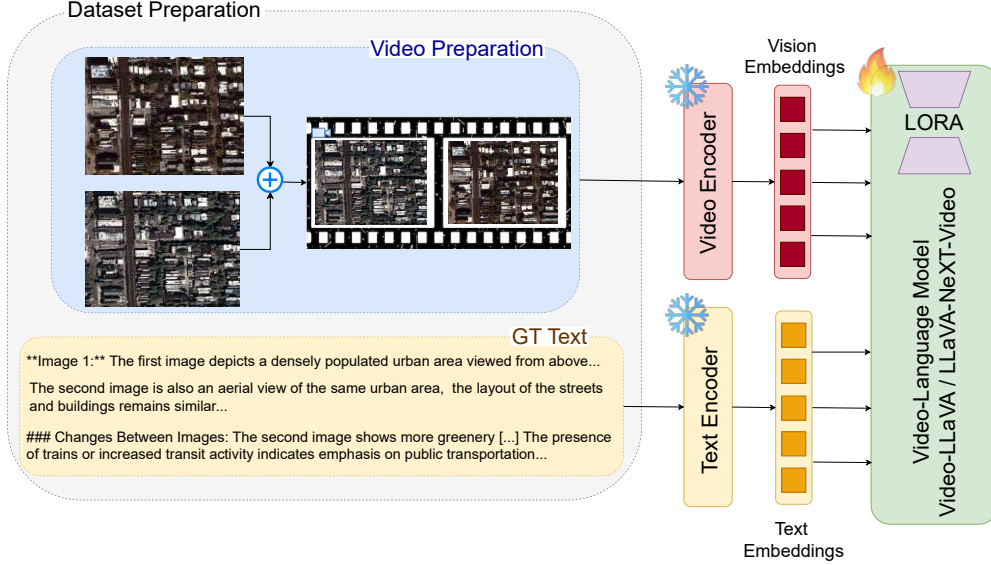 Dataset Preparation
Video Preparation
GT Text
**Image 1:** The first image depicts a densely populated urban area viewed from above...
The second image is also an aerial view of the same urban area, the layout of the streets
and buildings remains similar...
### Changes Between Images: The second image shows more greenery [...] The presence
of trains or increased transit activity indicates emphasis on public transportation...
Video Encoder
Text Encoder
Vision
Embeddings
Text
Embeddings
LORA
Video-Language Model
Video-LLaVA / LLaVA-NeXT-Video